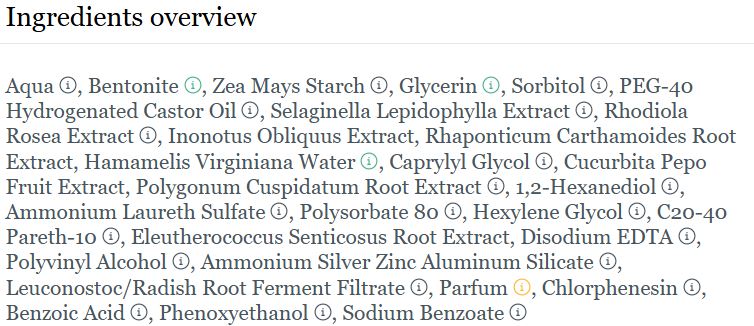 Ingredients overview
Aqua ⓘ, Bentonite ⓘ, Zea Mays Starch ⓘ, Glycerin ⓘ, Sorbitol ⓘ, PEG-40
Hydrogenated Castor Oil ⓘ, Selaginella Lepidophylla Extract ⓘ, Rhodiola
Rosea Extract ⓘ, Inonotus Obliquus Extract, Rhaponticum Carthamoides Root
Extract, Hamamelis Virginiana Water ⓘ, Caprylyl Glycol ⓘ, Cucurbita Pepo
Fruit Extract, Polygonum Cuspidatum Root Extract ⓘ, 1,2-Hexanediol ⓘ,
Ammonium Laureth Sulfate ⓘ, Polysorbate 80 ⓘ, Hexylene Glycol ⓘ, C20-40
Pareth-10 ⓘ, Eleutherococcus Senticosus Root Extract, Disodium EDTA ⓘ,
Polyvinyl Alcohol ⓘ, Ammonium Silver Zinc Aluminum Silicate ⓘ,
Leuconostoc/Radish Root Ferment Filtrate ⓘ, Parfum ⓘ, Chlorphenesin ⓘ,
Benzoic Acid ⓘ, Phenoxyethanol ⓘ, Sodium Benzoate ⓘ